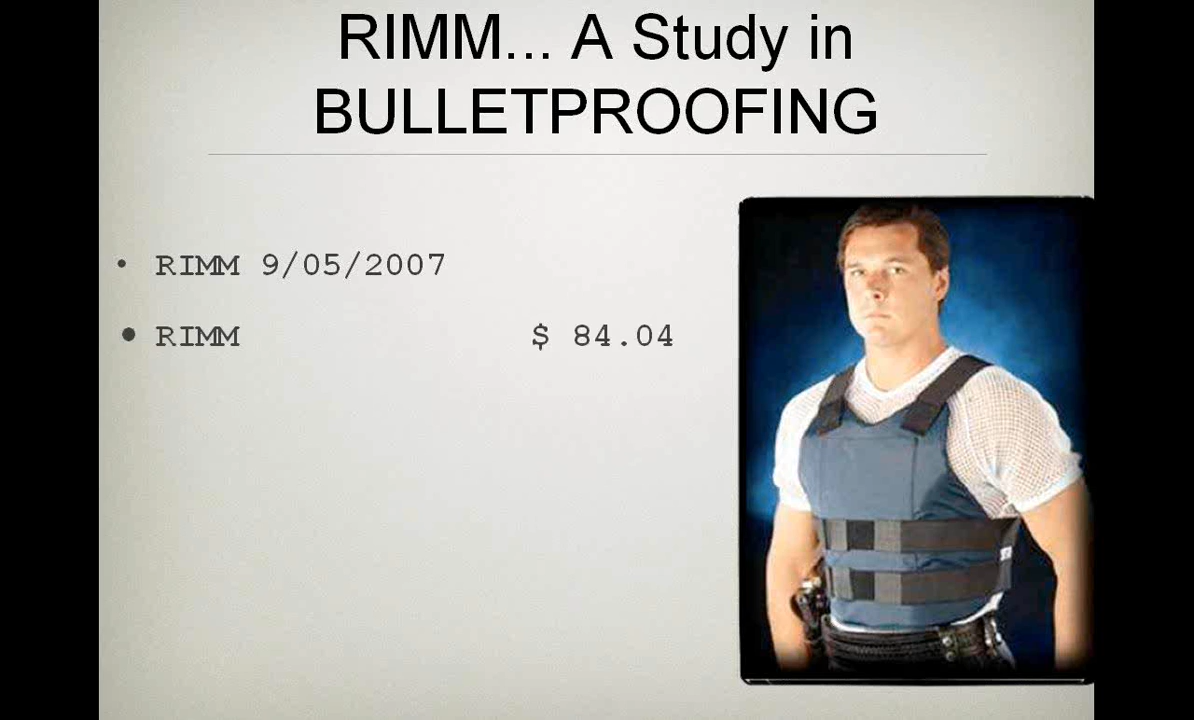 RIMM... A Study in
BULLETPROOFING
• RIMM 9/05/2007
• RIMM $ 84.04